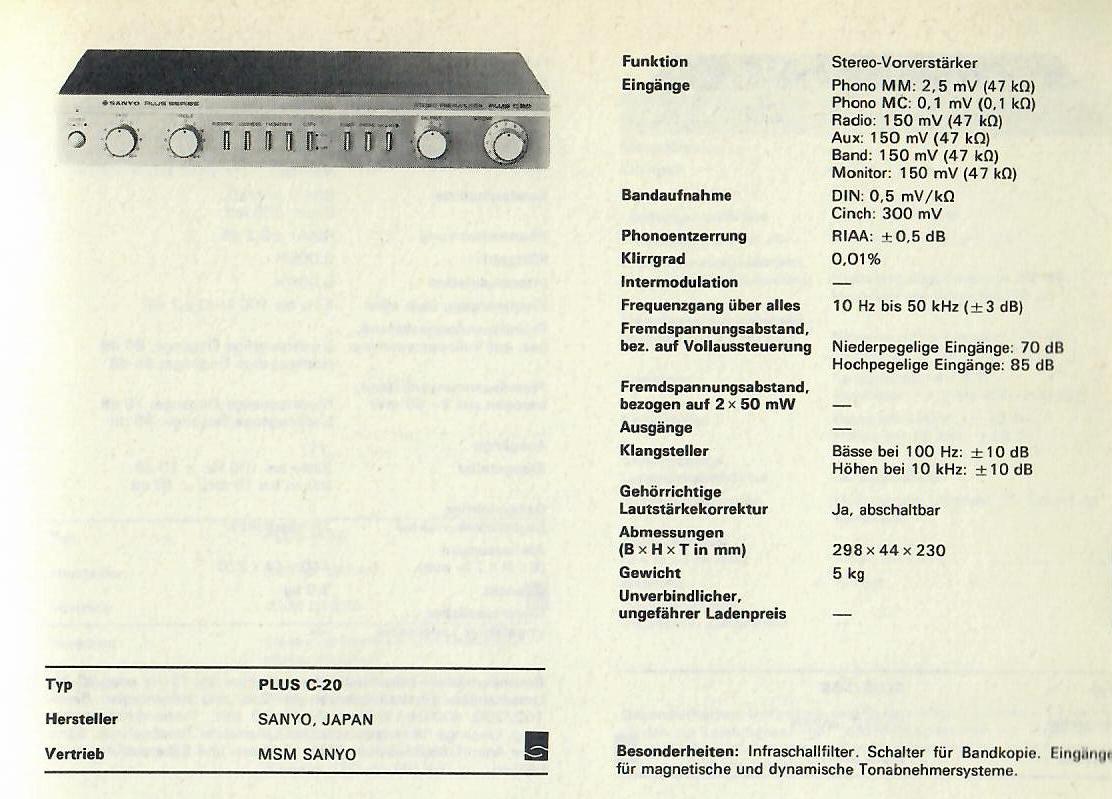 SANYO PLUS SERIES
PLUS C-20
Funktion Stereo-Vorverstärker
Eingänge Phono MM: 2,5 mV (47 kΩ)
Phono MC: 0,1 mV (0,1 kΩ)
Radio: 150 mV (47 kΩ)
Aux: 150 mV (47 kΩ)
Band: 150 mV (47 kΩ)
Monitor: 150 mV (47 kΩ)
Bandaufnahme DIN: 0,5 mV/kΩ
Cinch: 300 mV
Phonoentzerrung RIAA: ±0,5 dB
Klirrgrad 0,01%
Intermodulation —
Frequenzgang über alles 10 Hz bis 50 kHz (±3 dB)
Fremdspannungsabstand,
bez. auf Vollaussteuerung Niederpegelige Eingänge: 70 dB
Hochpegelige Eingänge: 85 dB
Fremdspannungsabstand,
bezogen auf 2 × 50 mW —
Ausgänge —
Klangsteller Bässe bei 100 Hz: ±10 dB
Höhen bei 10 kHz: ±10 dB
Gehörrichtige
Lautstärkekorrektur Ja, abschaltbar
Abmessungen
(B × H × T in mm) 298 × 44 × 230
Gewicht 5 kg
Unverbindlicher,
ungefährer Ladenpreis —
Typ PLUS C-20
Hersteller SANYO, JAPAN
Vertrieb MSM SANYO
Besonderheiten: Infraschallfilter. Schalter für Bandkopie. Eingänge
für magnetische und dynamische Tonabnehmersysteme.